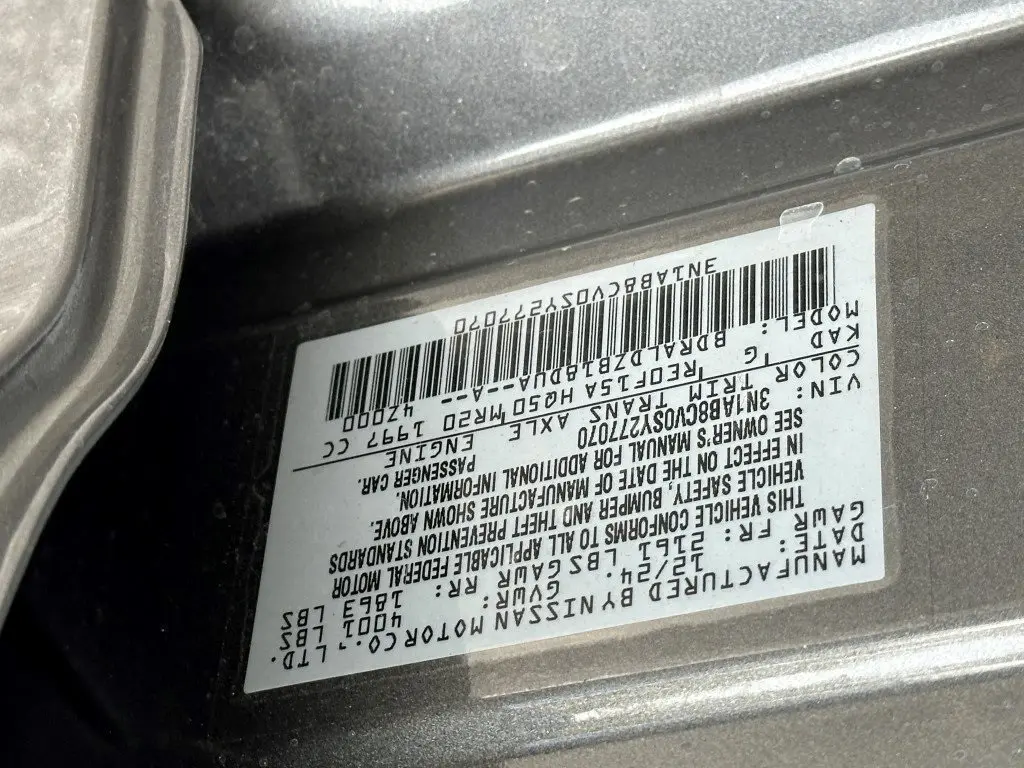 MANUFACTURED BY NISSAN MOTOR CO., LTD.
DATE: 12/24 GVWR: 4001 LBS
GAWR FR: 2161 LBS. GAWR RR: 1863 LBS
THIS VEHICLE CONFORMS TO ALL APPLICABLE FEDERAL MOTOR
VEHICLE SAFETY, BUMPER AND THEFT PREVENTION STANDARDS
IN EFFECT ON THE DATE OF MANUFACTURE SHOWN ABOVE.
SEE OWNER'S MANUAL FOR ADDITIONAL INFORMATION.
VIN: 3N1AB8CV0SY277070 PASSENGER CAR.
COLOR TRIM TRANS AXLE ENGINE
KAD G RE0F15A HQ50 MR20 1997 CC
MODEL: BDRALDZB18DUA--A-- 4Z000
3N1AB8CV0SY277070